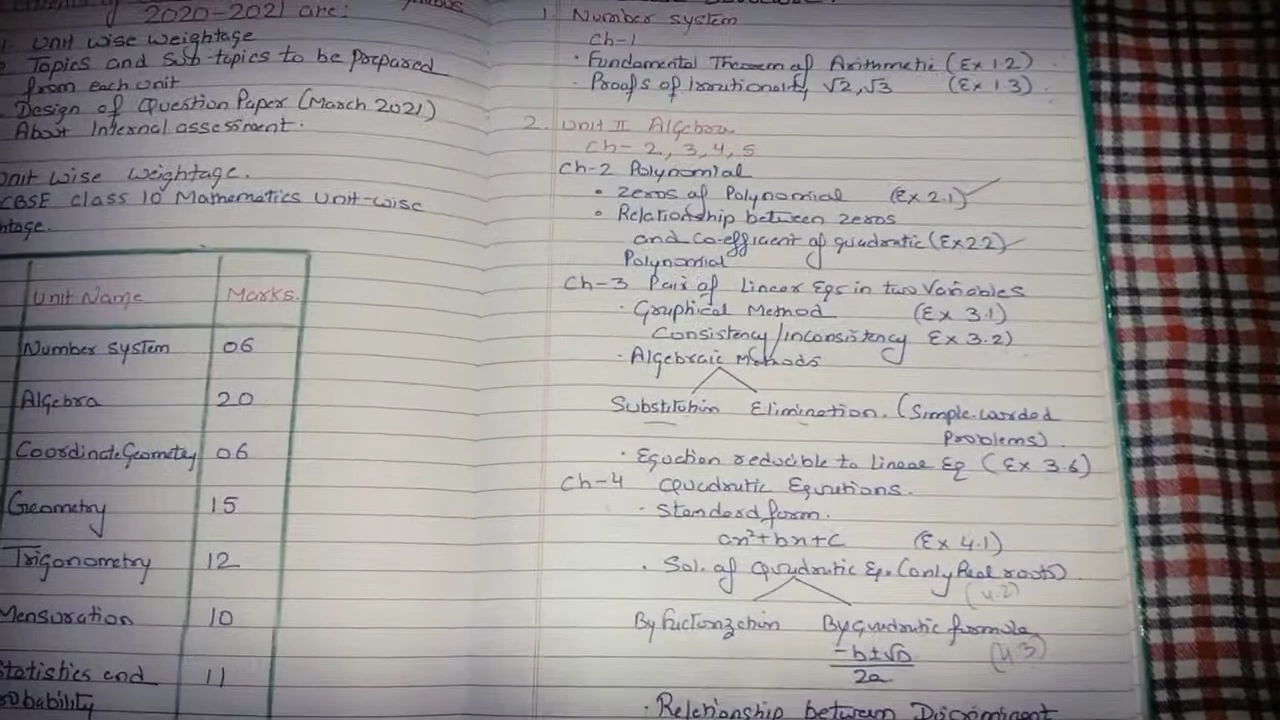 2020-2021 are:
Unit wise weightage
Topics and Sub-topics to be prepared
from each unit
Design of Question Paper (March 2021)
About Internal assessment.
Unit wise weightage.
CBSE class 10 Mathematics Unit-wise
Unit Name Marks.
Number system 06
Algebra 20
Coordinate Geometry 06
Geometry 15
Trigonometry 12
Mensuration 10
Statistics and 11
1. Number system
Ch-1
· Fundamental Theorem of Arithmetic (Ex 1.2)
· Proofs of Irrationality √2, √3 (Ex 1.3)
2. Unit II Algebra
Ch- 2, 3, 4, 5
Ch-2 Polynomial
• Zeros of Polynomial (Ex 2.1)
• Relationship between zeros
and co-efficient of quadratic (Ex 2.2)
Polynomial
Ch-3 Pair of Linear Eqs in two Variables
· Graphical Method (Ex 3.1)
Consistency/inconsistency Ex 3.2)
· Algebraic Methods
Substitution Elimination. (Simple worded
Problems).
· Equation reducible to Linear Eq (Ex 3.6)
Ch-4 Quadratic Equations.
- Standard form.
ax²+bx+c (Ex 4.1)
· Sol. of Quadratic Eq. (only Real roots)
(4.2)
By factorization By quadratic formula
-b±√D (4.3)
2a
· Relationship between Discriminent